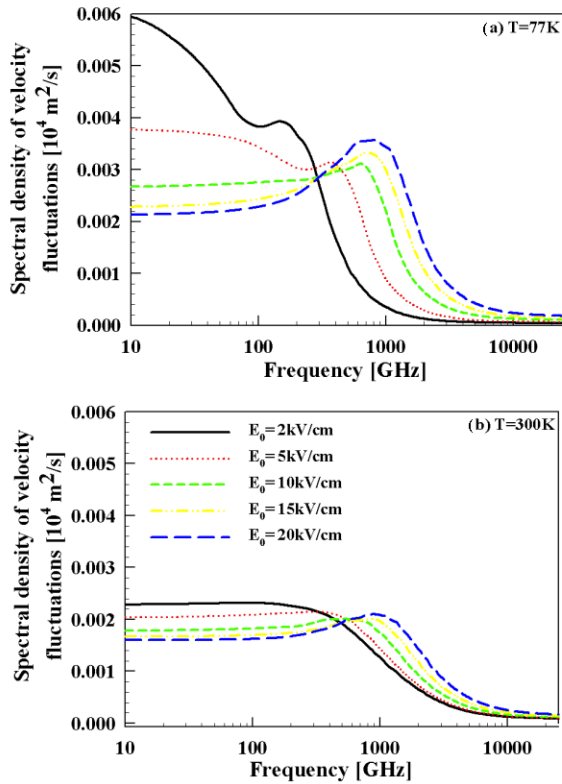 (a) T=77K
Spectral density of velocity
fluctuations [10⁴ m²/s]
0.006
0.005
0.004
0.003
0.002
0.001
0.000
10 100 1000 10000
Frequency [GHz]
(b) T=300K
Spectral density of velocity
fluctuations [10⁴ m²/s]
0.006
0.005
0.004
0.003
0.002
0.001
0.000
E₀=2kV/cm
E₀=5kV/cm
E₀=10kV/cm
E₀=15kV/cm
E₀=20kV/cm
10 100 1000 10000
Frequency [GHz]